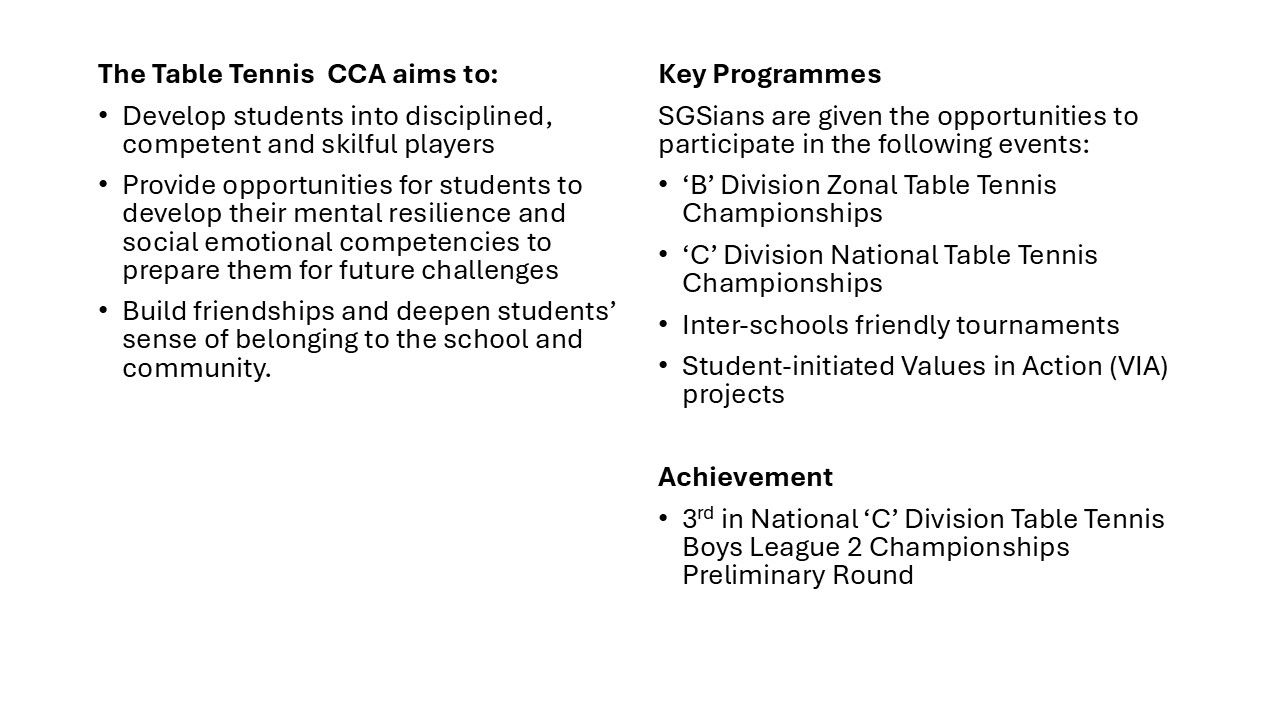 The Table Tennis  CCA aims to:
• Develop students into disciplined,
competent and skilful players
• Provide opportunities for students to
develop their mental resilience and
social emotional competencies to
prepare them for future challenges
• Build friendships and deepen students’
sense of belonging to the school and
community.
Key Programmes
SGSians are given the opportunities to
participate in the following events:
• ‘B’ Division Zonal Table Tennis
Championships
• ‘C’ Division National Table Tennis
Championships
• Inter-schools friendly tournaments
• Student-initiated Values in Action (VIA)
projects
Achievement
• 3rd in National ‘C’ Division Table Tennis
Boys League 2 Championships
Preliminary Round